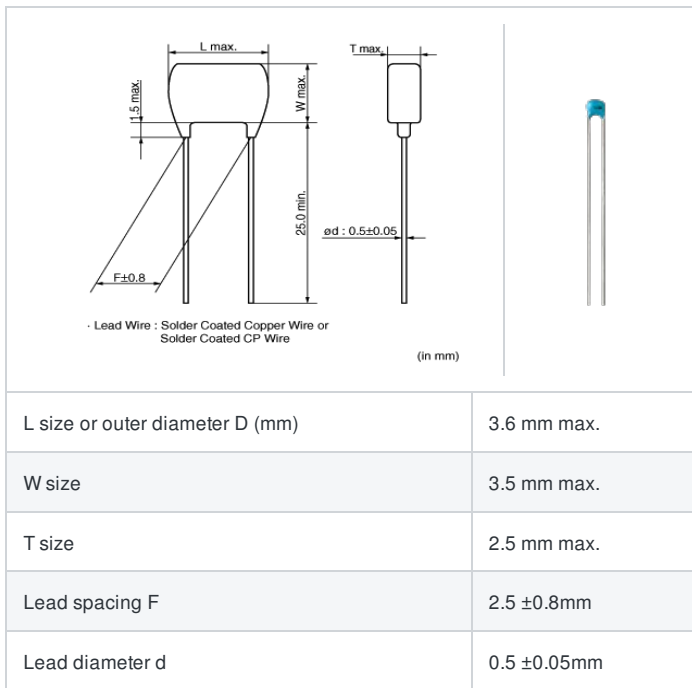 L max.
T max.
1.5 max.
W max.
25.0 min.
ød : 0.5±0.05
F±0.8
· Lead Wire : Solder Coated Copper Wire or
Solder Coated CP Wire
(in mm)
L size or outer diameter D (mm) 3.6 mm max.
W size 3.5 mm max.
T size 2.5 mm max.
Lead spacing F 2.5 ±0.8mm
Lead diameter d 0.5 ±0.05mm